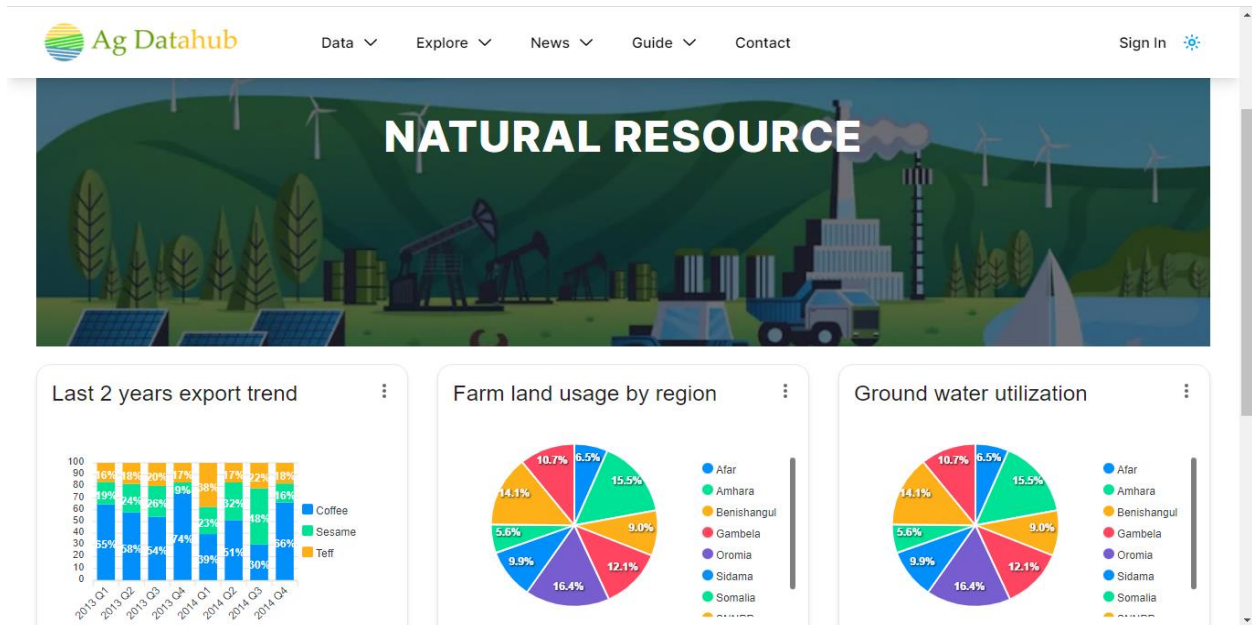 Ag Datahub
Data Explore News Guide Contact Sign In
NATURAL RESOURCE
Last 2 years export trend
100
90
80
70
60
50
40
30
20
10
0
16% 18% 20% 17% 38% 17% 22% 18%
19% 24% 26% 9% 23% 32% 48% 16%
65% 58% 54% 74% 39% 51% 30% 66%
2013 Q1 2013 Q2 2013 Q3 2013 Q4 2014 Q1 2014 Q2 2014 Q3 2014 Q4
Coffee
Sesame
Teff
Farm land usage by region
10.7% 6.5%
15.5%
14.1%
9.0%
5.6%
12.1%
9.9%
16.4%
Afar
Amhara
Benishangul
Gambela
Oromia
Sidama
Somalia
Ground water utilization
10.7% 6.5%
15.5%
14.1%
9.0%
5.6%
12.1%
9.9%
16.4%
Afar
Amhara
Benishangul
Gambela
Oromia
Sidama
Somalia